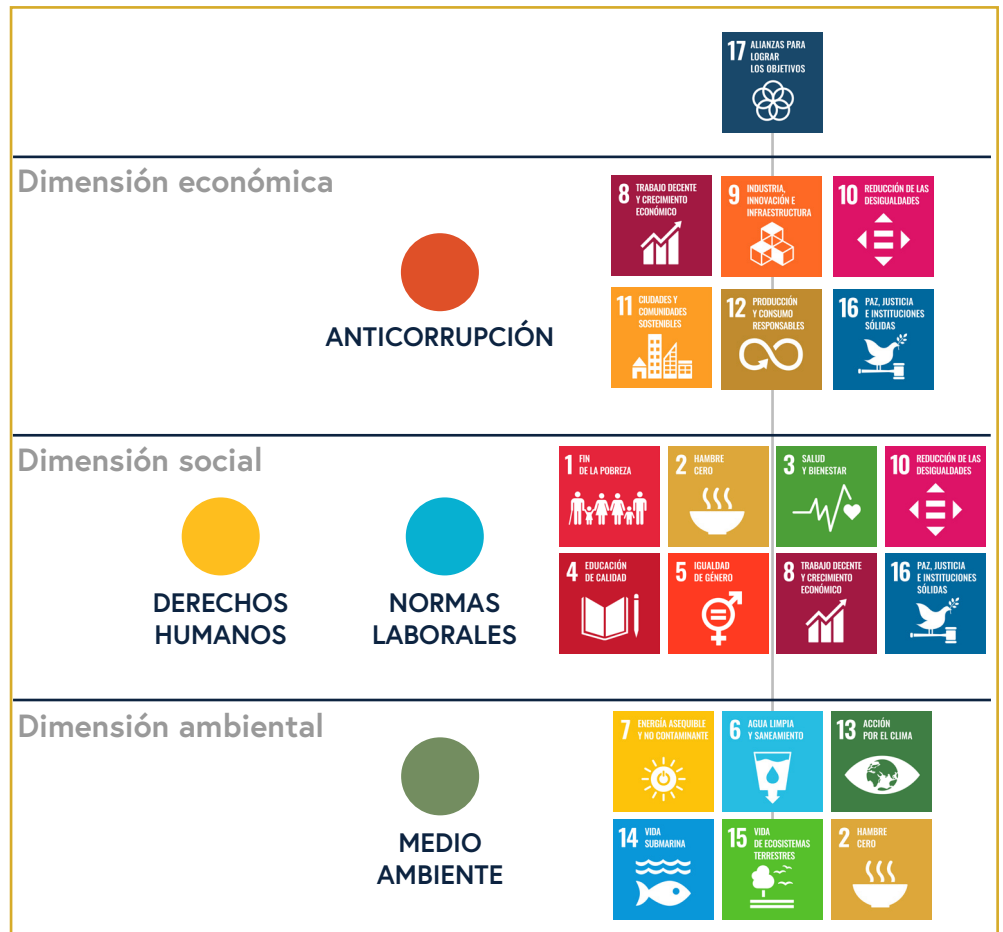 17 ALIANZAS PARA
LOGRAR
LOS OBJETIVOS
Dimensión económica
ANTICORRUPCIÓN
8 TRABAJO DECENTE
Y CRECIMIENTO
ECONÓMICO
9 INDUSTRIA,
INNOVACIÓN E
INFRAESTRUCTURA
10 REDUCCIÓN DE LAS
DESIGUALDADES
11 CIUDADES Y
COMUNIDADES
SOSTENIBLES
12 PRODUCCIÓN
Y CONSUMO
RESPONSABLES
16 PAZ, JUSTICIA
E INSTITUCIONES
SÓLIDAS
Dimensión social
DERECHOS
HUMANOS
NORMAS
LABORALES
1 FIN
DE LA POBREZA
2 HAMBRE
CERO
3 SALUD
Y BIENESTAR
10 REDUCCIÓN DE LAS
DESIGUALDADES
4 EDUCACIÓN
DE CALIDAD
5 IGUALDAD
DE GÉNERO
8 TRABAJO DECENTE
Y CRECIMIENTO
ECONÓMICO
16 PAZ, JUSTICIA
E INSTITUCIONES
SÓLIDAS
Dimensión ambiental
MEDIO
AMBIENTE
7 ENERGÍA ASEQUIBLE
Y NO CONTAMINANTE
6 AGUA LIMPIA
Y SANEAMIENTO
13 ACCIÓN
POR EL CLIMA
14 VIDA
SUBMARINA
15 VIDA
DE ECOSISTEMAS
TERRESTRES
2 HAMBRE
CERO